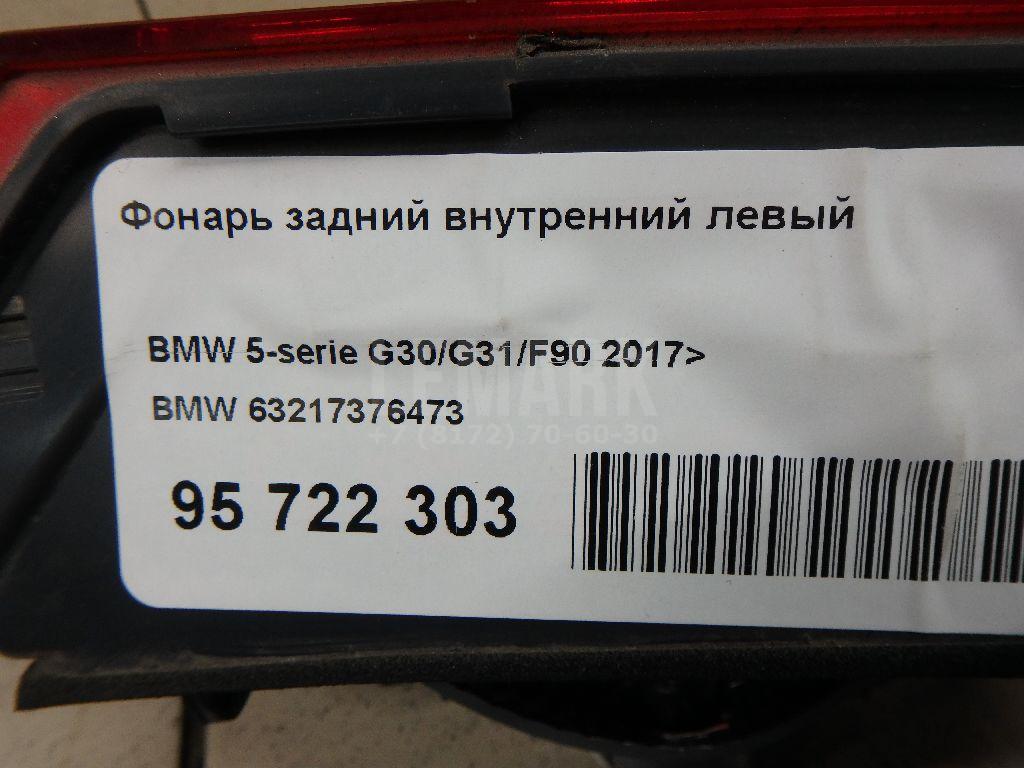 Фонарь задний внутренний левый
BMW 5-serie G30/G31/F90 2017>
LEMARK
BMW 63217376473
+7 (8172) 70-60-30
95 722 303